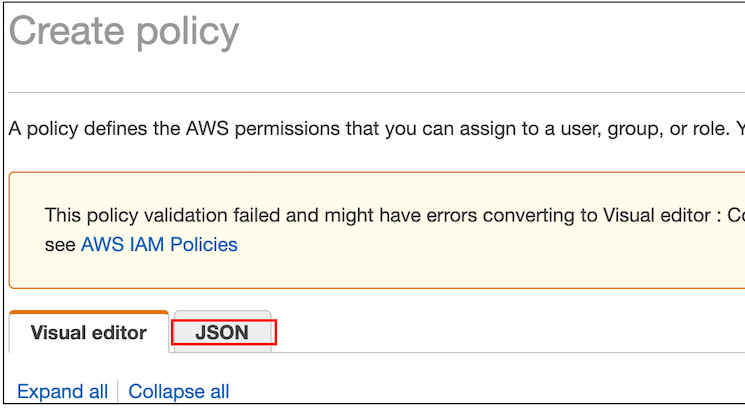 Create policy
A policy defines the AWS permissions that you can assign to a user, group, or role.
This policy validation failed and might have errors converting to Visual editor :
see AWS IAM Policies
Visual editor JSON
Expand all Collapse all